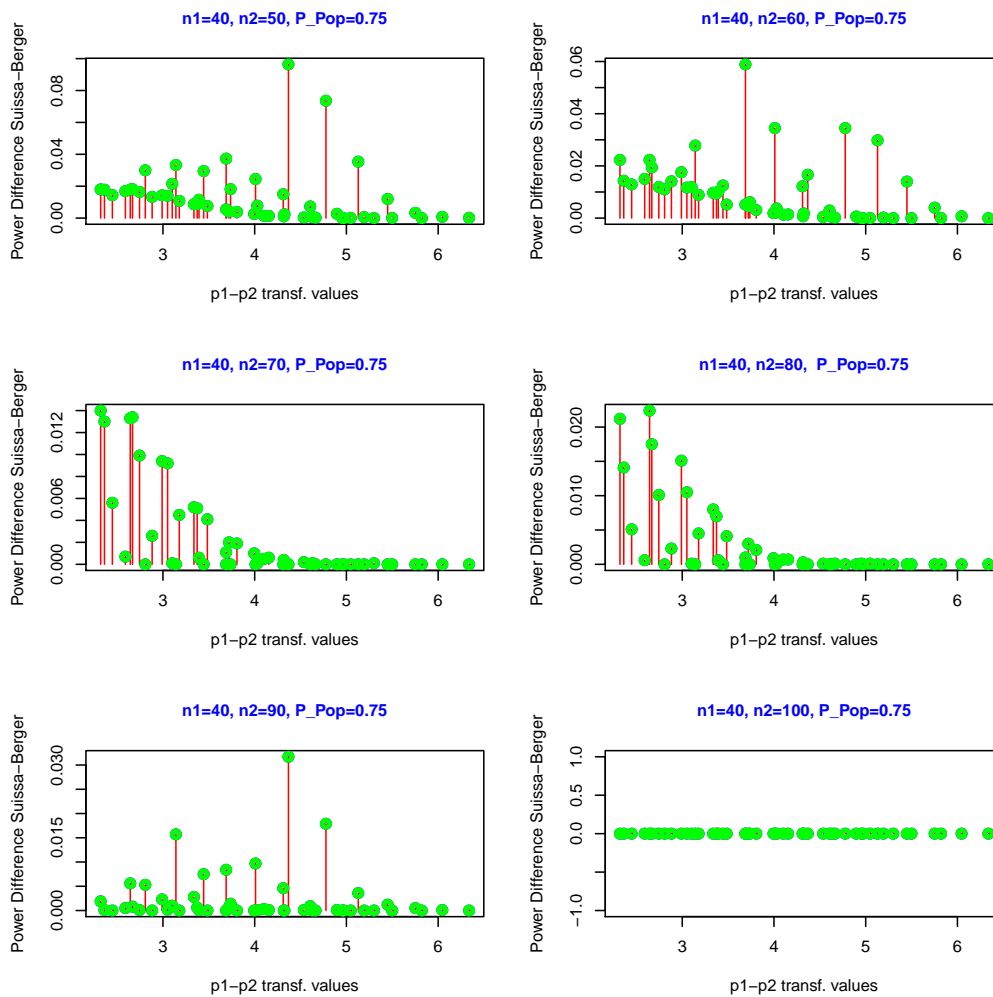 n1=40, n2=50, P_Pop=0.75
Power Difference Suissa−Berger
0.00
0.04
0.08
3 4 5 6
p1−p2 transf. values
n1=40, n2=60, P_Pop=0.75
Power Difference Suissa−Berger
0.00
0.02
0.04
0.06
3 4 5 6
p1−p2 transf. values
n1=40, n2=70, P_Pop=0.75
Power Difference Suissa−Berger
0.000
0.006
0.012
3 4 5 6
p1−p2 transf. values
n1=40, n2=80, P_Pop=0.75
Power Difference Suissa−Berger
0.000
0.010
0.020
3 4 5 6
p1−p2 transf. values
n1=40, n2=90, P_Pop=0.75
Power Difference Suissa−Berger
0.000
0.015
0.030
3 4 5 6
p1−p2 transf. values
n1=40, n2=100, P_Pop=0.75
Power Difference Suissa−Berger
−1.0
0.0
0.5
1.0
3 4 5 6
p1−p2 transf. values